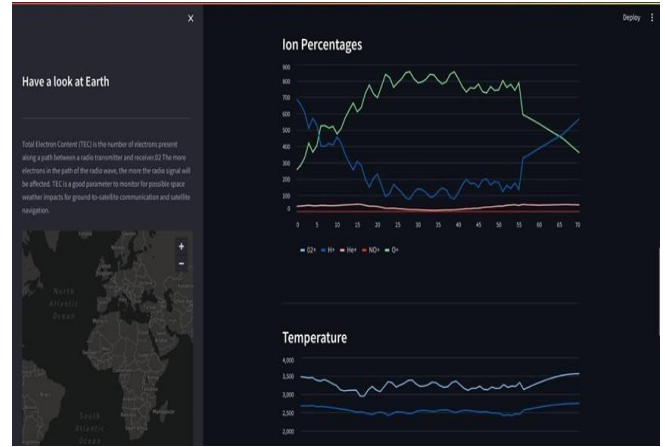 X
Deploy
Have a look at Earth
Total Electron Content (TEC) is the number of electrons present
along a path between a radio transmitter and receiver.02 The more
electrons in the path of the radio wave, the more the radio signal will
be affected. TEC is a good parameter to monitor for possible space
weather impacts for ground-to-satellite communication and satellite
navigation.
+
−
North
Atlantic
Ocean
South
Atlantic
Ocean
Ion Percentages
900
800
700
600
500
400
300
200
100
0
0 5 10 15 20 25 30 35 40 45 50 55 60 65 70
O2+ H+ He+ NO+ O+
Temperature
4,000
3,500
3,000
2,500
2,000